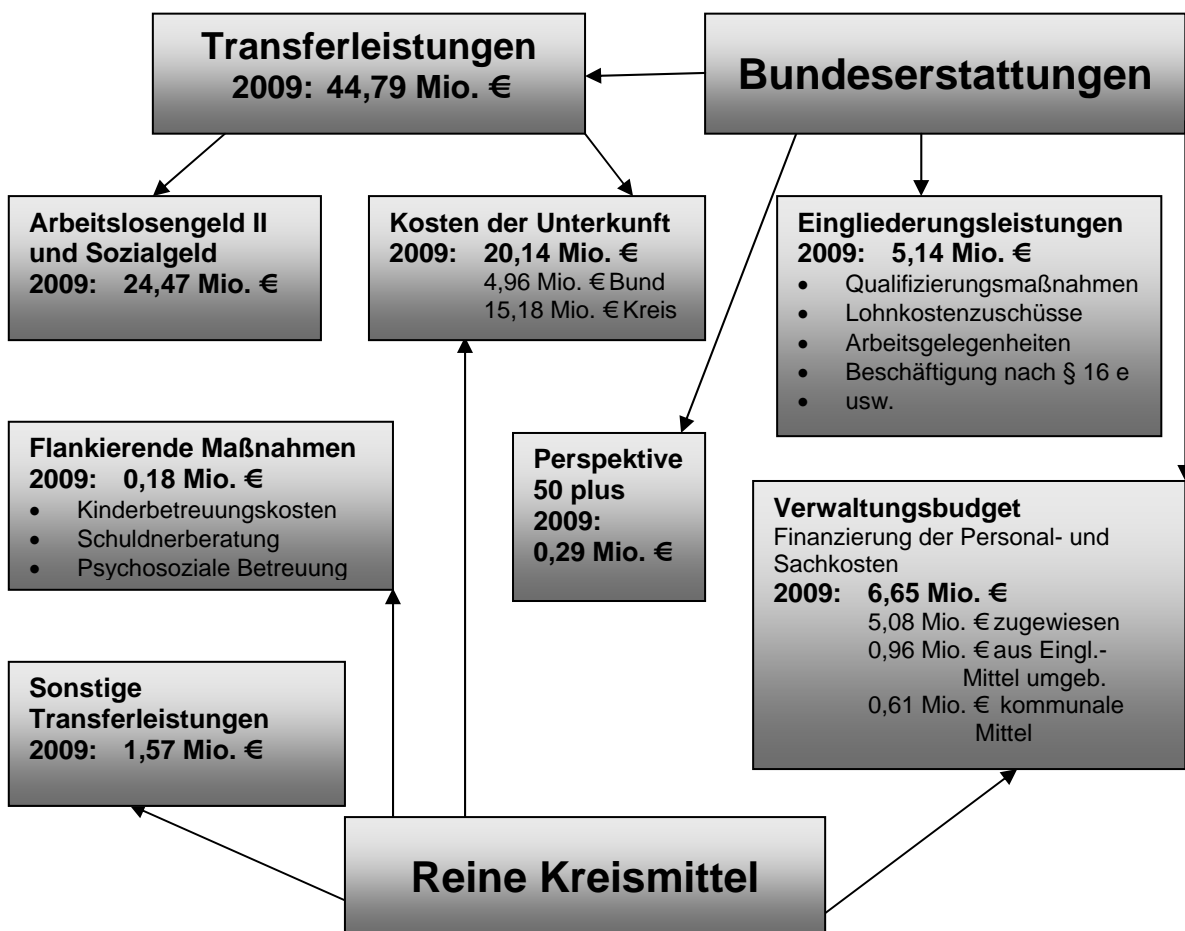 Transferleistungen
2009: 44,79 Mio. €
Bundeserstattungen
Arbeitslosengeld II
und Sozialgeld
2009: 24,47 Mio. €
Kosten der Unterkunft
2009: 20,14 Mio. €
4,96 Mio. € Bund
15,18 Mio. € Kreis
Eingliederungsleistungen
2009: 5,14 Mio. €
• Qualifizierungsmaßnahmen
• Lohnkostenzuschüsse
• Arbeitsgelegenheiten
• Beschäftigung nach § 16 e
• usw.
Flankierende Maßnahmen
2009: 0,18 Mio. €
• Kinderbetreuungskosten
• Schuldnerberatung
• Psychosoziale Betreuung
Perspektive
50 plus
2009:
0,29 Mio. €
Verwaltungsbudget
Finanzierung der Personal- und
Sachkosten
2009: 6,65 Mio. €
5,08 Mio. € zugewiesen
0,96 Mio. € aus Eingl.-
Mittel umgeb.
0,61 Mio. € kommunale
Mittel
Sonstige
Transferleistungen
2009: 1,57 Mio. €
Reine Kreismittel